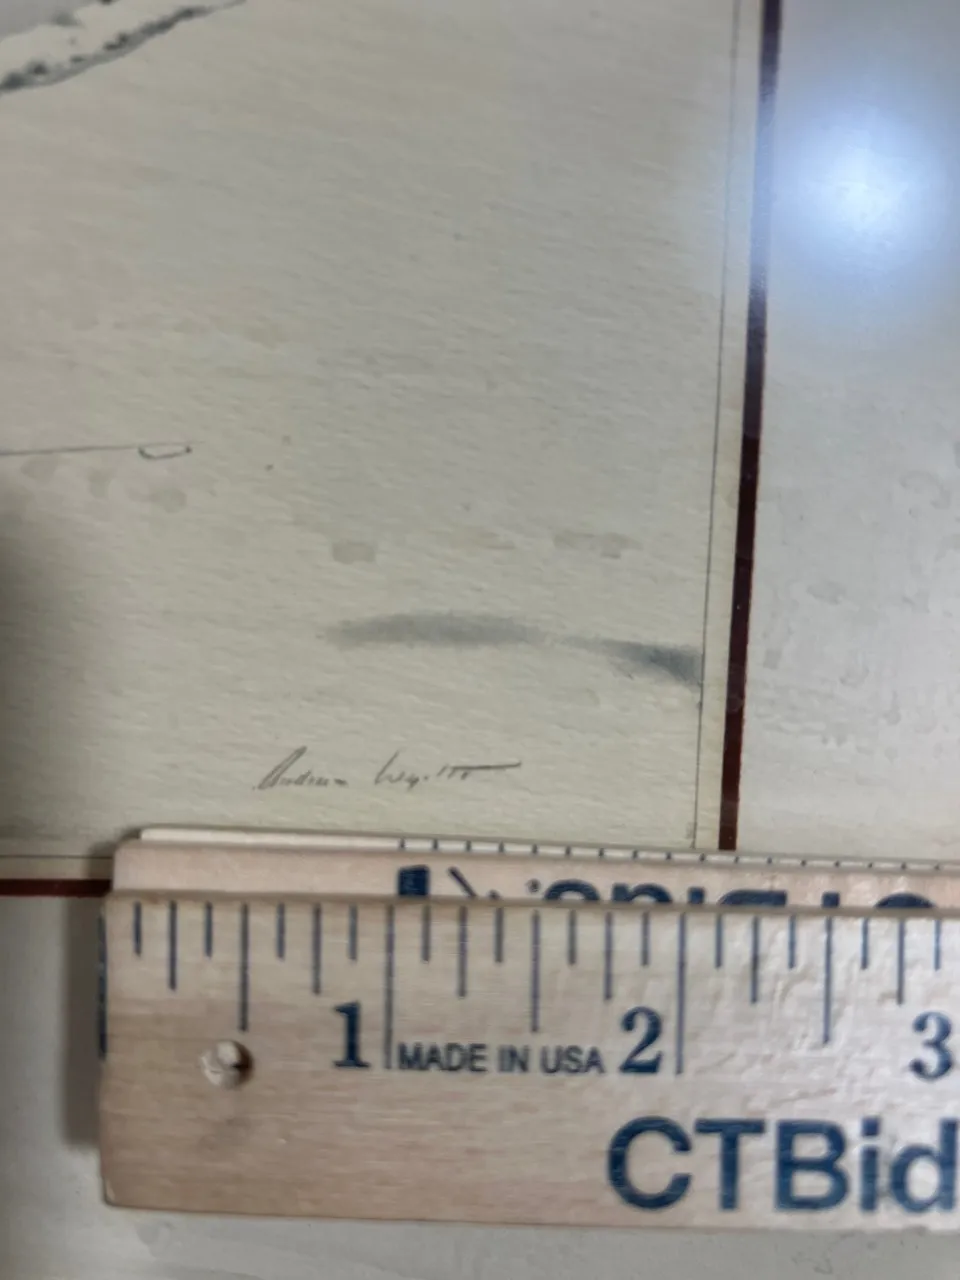 Andrew Wyeth
1 MADE IN USA 2 3
CTBid